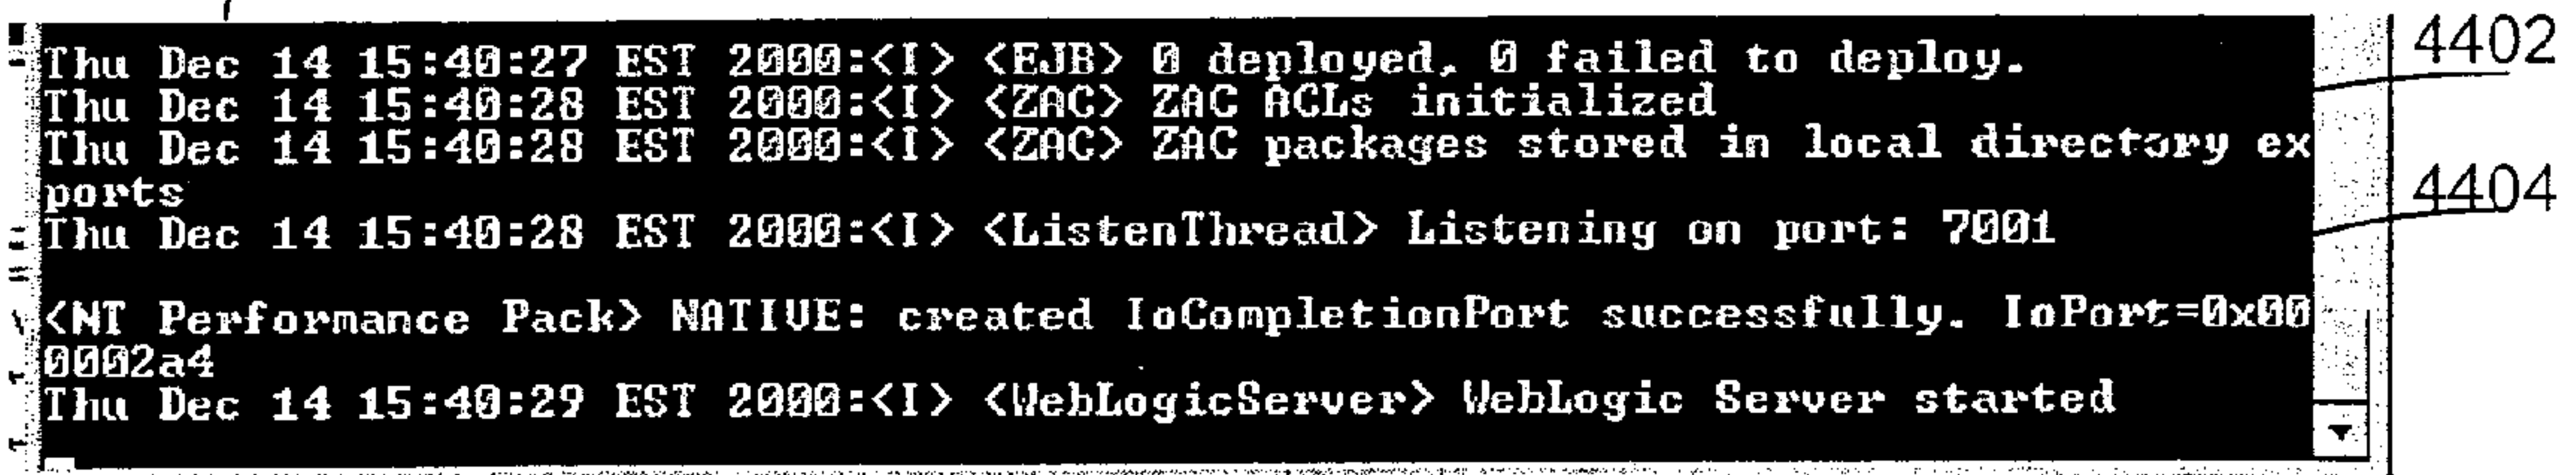 Thu Dec 14 15:40:27 EST 2000:<I> <EJB> 0 deployed, 0 failed to deploy.
4402
Thu Dec 14 15:40:28 EST 2000:<I> <ZAC> ZAC ACLs initialized
Thu Dec 14 15:40:28 EST 2000:<I> <ZAC> ZAC packages stored in local directory ex
ports
4404
Thu Dec 14 15:40:28 EST 2000:<I> <ListenThread> Listening on port: 7001
<NT Performance Pack> NATIVE: created IoCompletionPort successfully. IoPort=0x00
0002a4
Thu Dec 14 15:40:29 EST 2000:<I> <WebLogicServer> WebLogic Server started